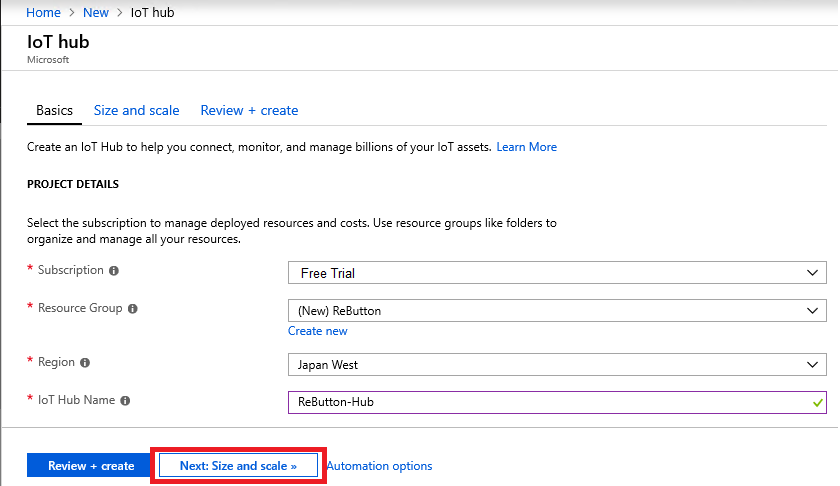 Home > New > IoT hub
IoT hub
Microsoft
Basics Size and scale Review + create
Create an IoT Hub to help you connect, monitor, and manage billions of your IoT assets. Learn More
PROJECT DETAILS
Select the subscription to manage deployed resources and costs. Use resource groups like folders to
organize and manage all your resources.
* Subscription Free Trial
* Resource Group (New) ReButton
Create new
* Region Japan West
* IoT Hub Name ReButton-Hub
Review + create Next: Size and scale » Automation options